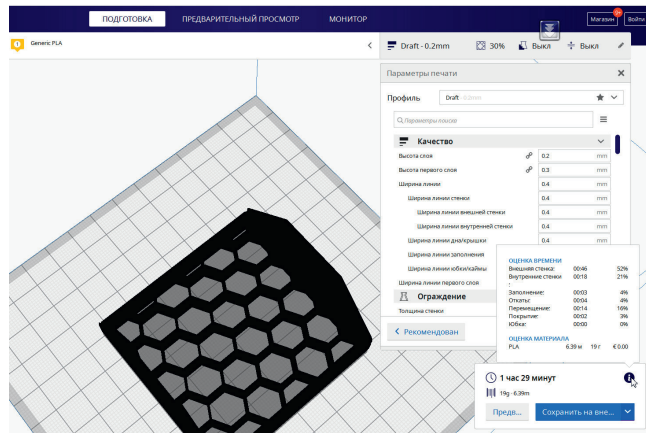 ПОДГОТОВКА ПРЕДВАРИТЕЛЬНЫЙ ПРОСМОТР МОНИТОР Магазин 9+ Войти
Generic PLA
Draft - 0.2mm 30% Выкл Выкл
Параметры печати
Профиль Draft - 0.2mm
Параметры поиска
Качество
Высота слоя 0.2 mm
Высота первого слоя 0.3 mm
Ширина линии 0.4 mm
Ширина линии стенки 0.4 mm
Ширина линии внешней стенки 0.4 mm
Ширина линии внутренней стенки 0.4 mm
Ширина линии дна/крышки 0.4 mm
Ширина линии заполнения
Ширина линии юбки/каймы
Ширина линии первого слоя
Ограждение
Толщина стенки
Рекомендован
ОЦЕНКА ВРЕМЕНИ
Внешняя стенка: 00:46 52%
Внутренние стенки 00:18 21%
:
Заполнение: 00:03 4%
Откаты: 00:04 4%
Перемещение: 00:14 16%
Покрытие: 00:02 3%
Юбка: 00:00 0%
ОЦЕНКА МАТЕРИАЛА
PLA 6.39 м 19 г € 0.00
1 час 29 минут
19g · 6.39m
Предв... Сохранить на вне...